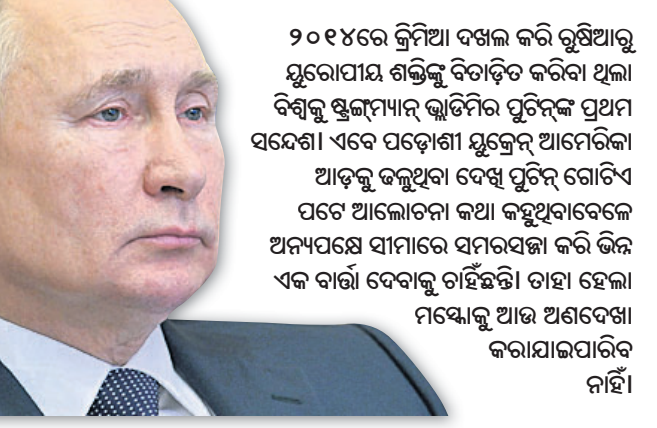 ୨୦୧୪ରେ କ୍ରିମିଆ ଦଖଲ କରି ରୁଷିଆରୁ
ୟୁରୋପୀୟ ଶକ୍ତିଙ୍କୁ ବିତାଡ଼ିତ କରିବା ଥିଲା
ବିଶ୍ୱକୁ ଷ୍ଟ୍ରଙ୍ଗ୍‌ମ୍ୟାନ୍ ଭ୍ଲାଡିମିର ପୁଟିନ୍‌ଙ୍କ ପ୍ରଥମ
ସନ୍ଦେଶ। ଏବେ ପଡ଼ୋଶୀ ୟୁକ୍ରେନ୍ ଆମେରିକା
ଆଡ଼କୁ ଢଳୁଥିବା ଦେଖି ପୁଟିନ୍ ଗୋଟିଏ
ପଟେ ଆଲୋଚନା କଥା କହୁଥିବାବେଳେ
ଅନ୍ୟପକ୍ଷେ ସୀମାରେ ସମରସଜ୍ଜା କରି ଭିନ୍ନ
ଏକ ବାର୍ତ୍ତା ଦେବାକୁ ଚାହିଁଛନ୍ତି। ତାହା ହେଲା
ମସ୍କୋକୁ ଆଉ ଅଣଦେଖା
କରାଯାଇପାରିବ
ନାହିଁ।